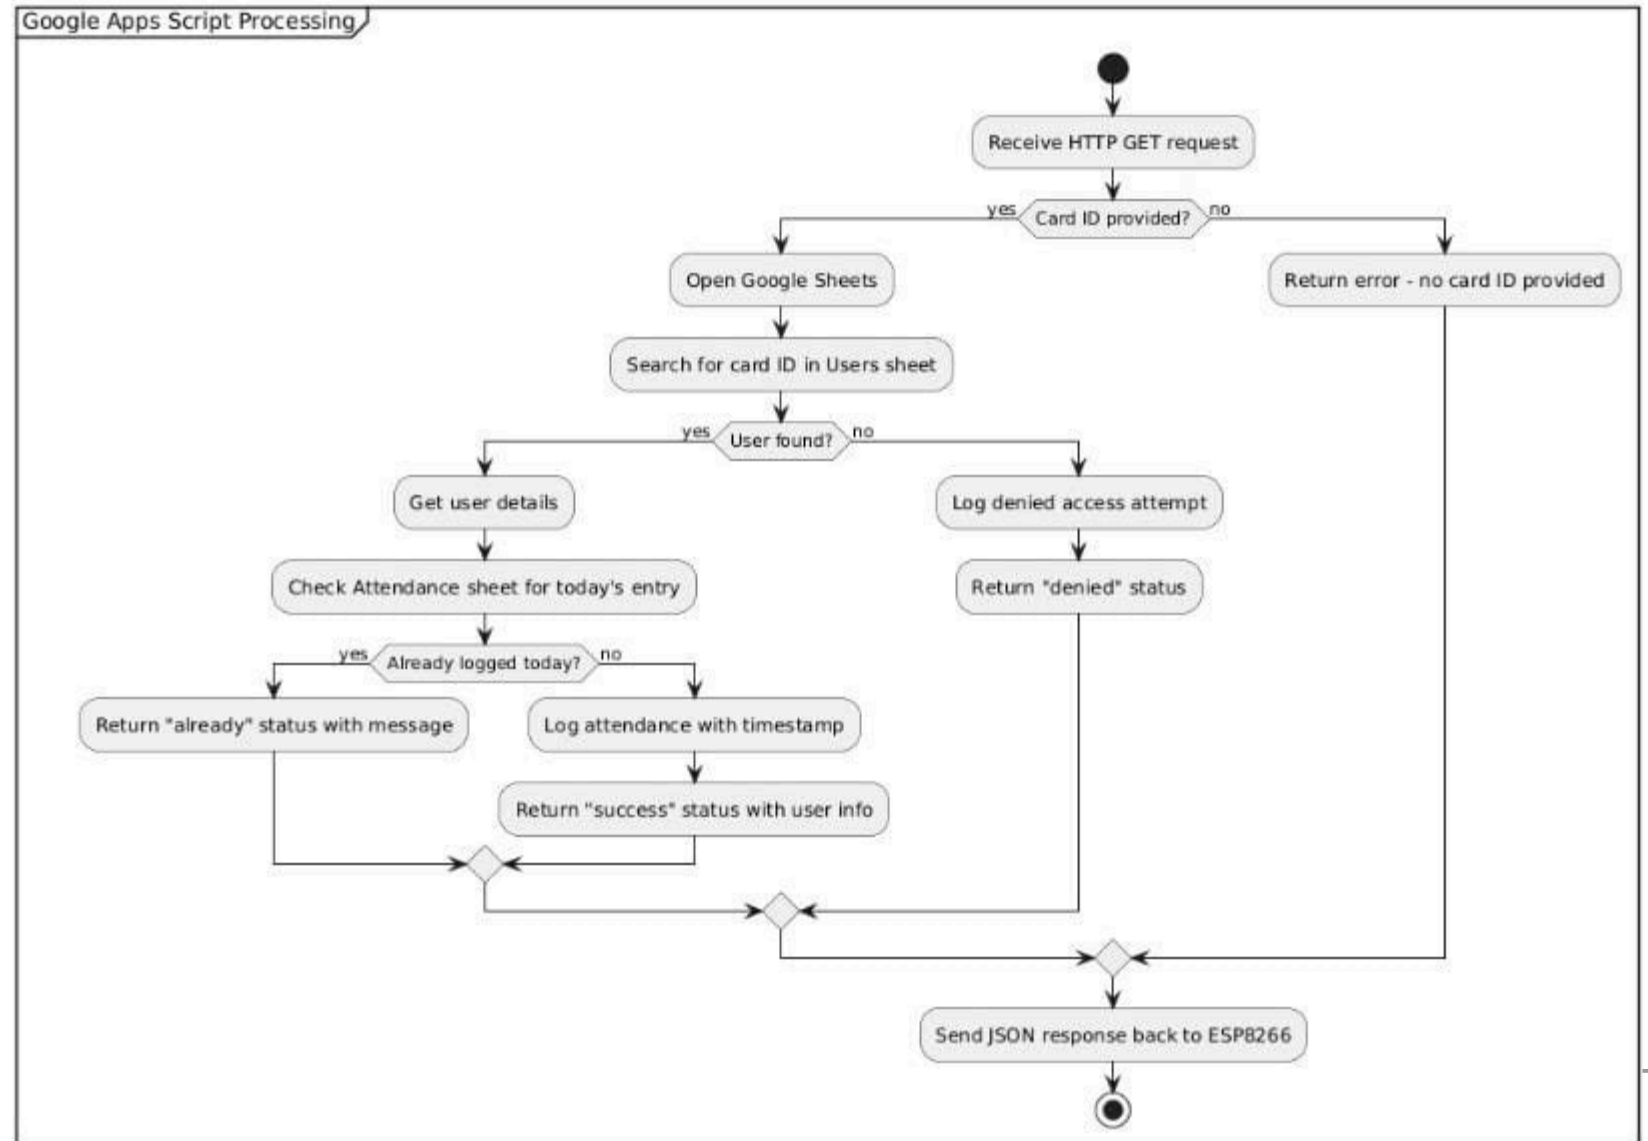 Google Apps Script Processing
Receive HTTP GET request
yes
Card ID provided?
no
Open Google Sheets
Return error - no card ID provided
Search for card ID in Users sheet
yes
User found?
no
Get user details
Log denied access attempt
Check Attendance sheet for today's entry
Return "denied" status
yes
Already logged today?
no
Return "already" status with message
Log attendance with timestamp
Return "success" status with user info
Send JSON response back to ESP8266